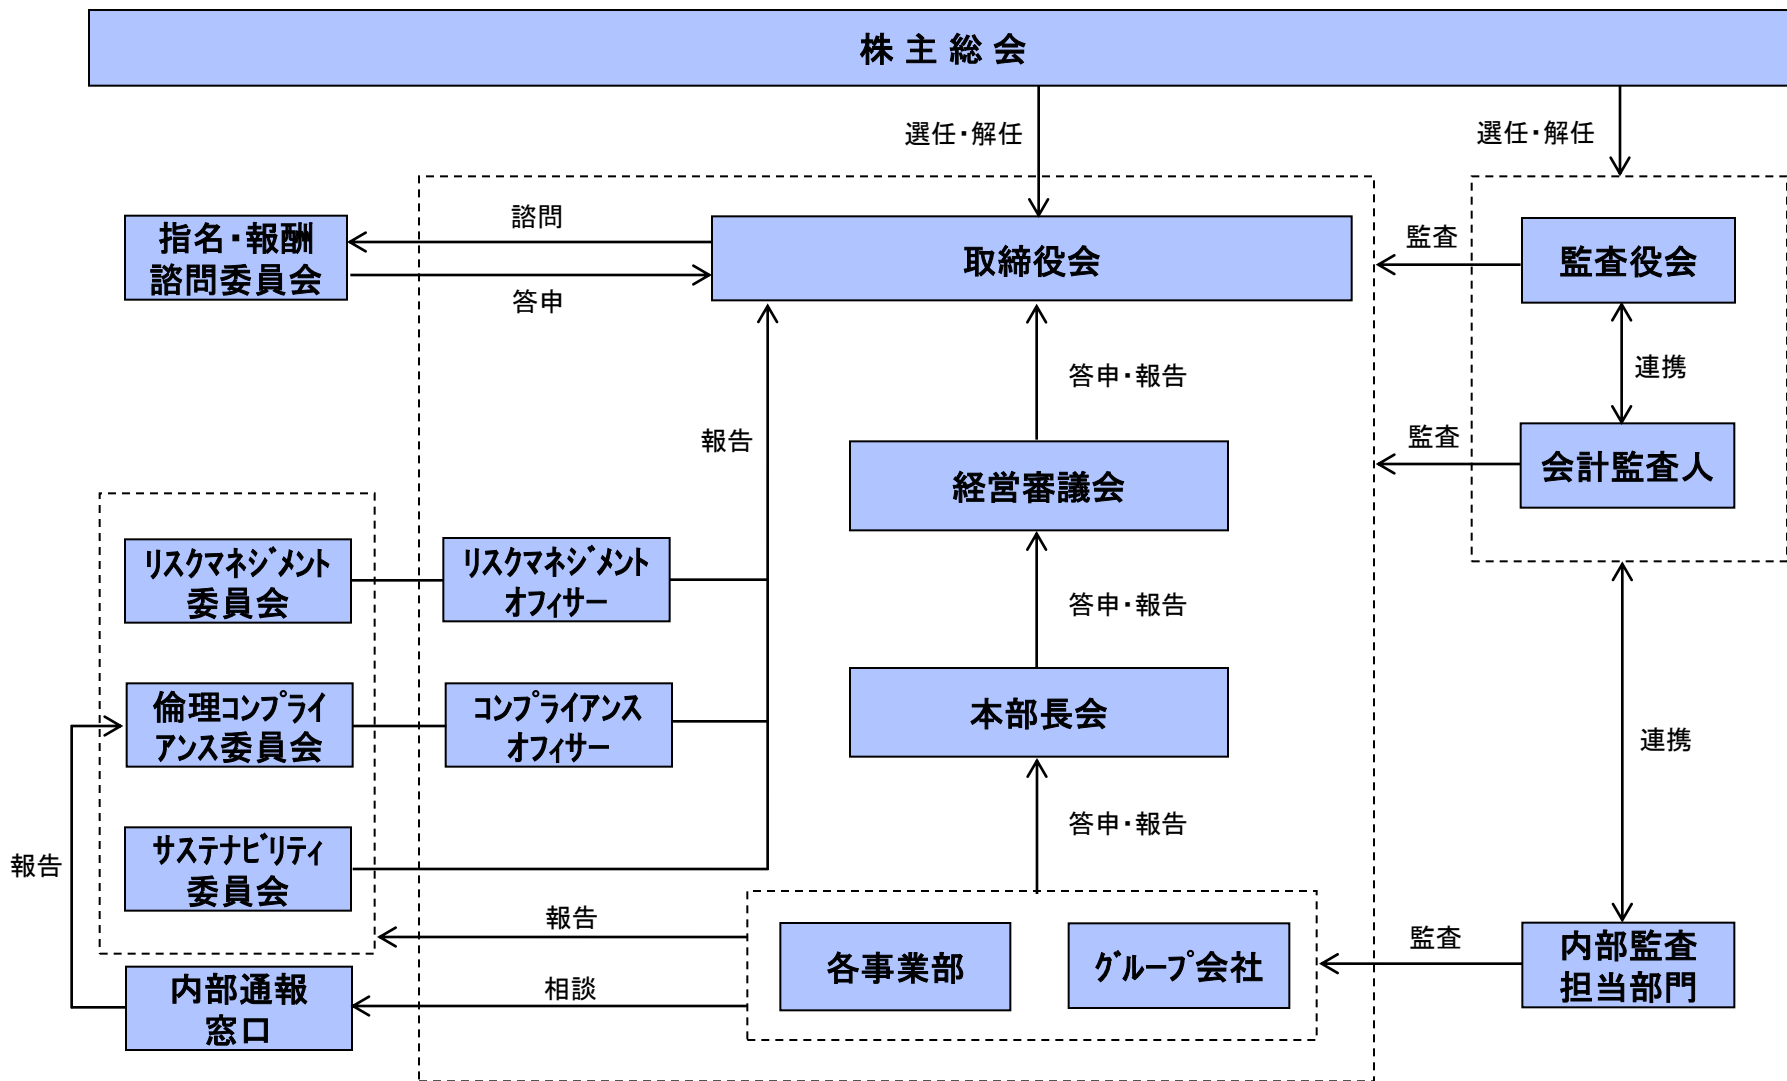 株主総会
選任・解任
選任・解任
諮問
指名・報酬
諮問委員会
答申
取締役会
監査
監査役会
答申・報告
連携
報告
監査
会計監査人
経営審議会
リスクマネジメント
委員会
リスクマネジメント
オフィサー
答申・報告
倫理コンプライ
アンス委員会
コンプライアンス
オフィサー
本部長会
連携
答申・報告
サステナビリティ
委員会
報告
報告
各事業部
グループ会社
監査
内部監査
担当部門
相談
内部通報
窓口